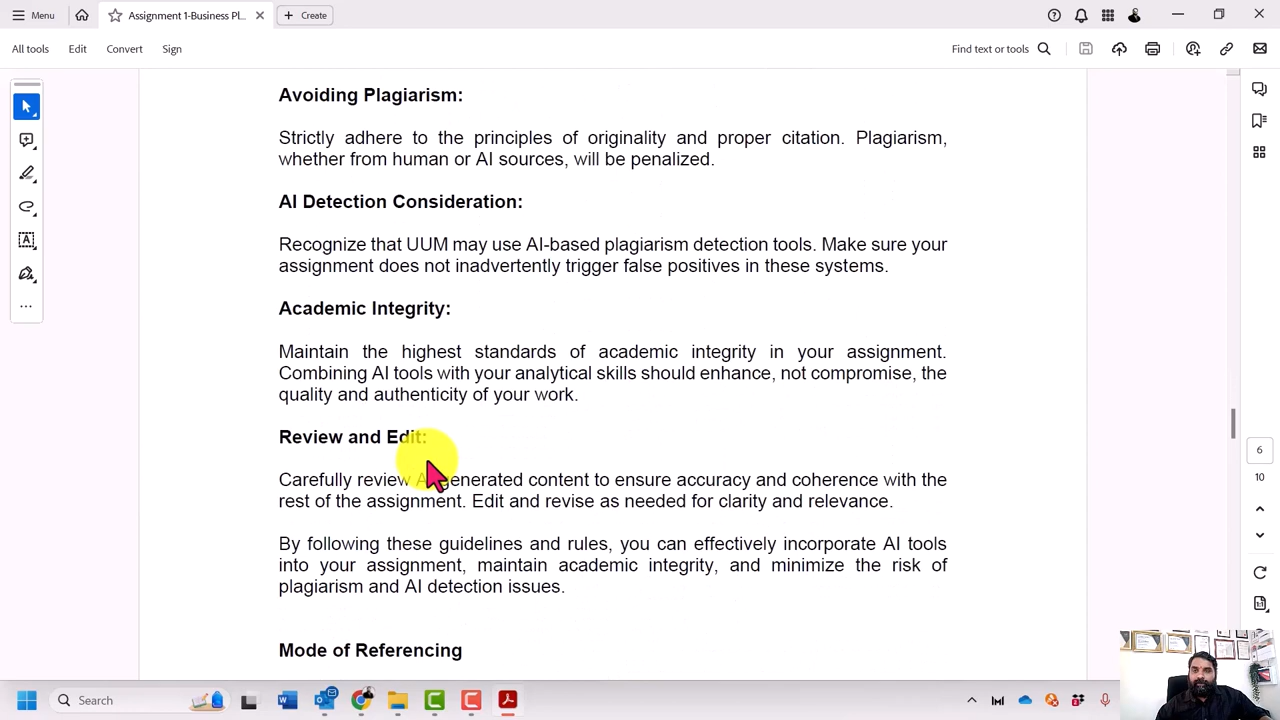 Menu
Assignment 1-Business Pl...
Create
All tools
Edit
Convert
Sign
Find text or tools
Avoiding Plagiarism:
Strictly adhere to the principles of originality and proper citation. Plagiarism,
whether from human or AI sources, will be penalized.
AI Detection Consideration:
Recognize that UUM may use AI-based plagiarism detection tools. Make sure your
assignment does not inadvertently trigger false positives in these systems.
Academic Integrity:
Maintain the highest standards of academic integrity in your assignment.
Combining AI tools with your analytical skills should enhance, not compromise, the
quality and authenticity of your work.
Review and Edit:
Carefully review AI generated content to ensure accuracy and coherence with the
rest of the assignment. Edit and revise as needed for clarity and relevance.
By following these guidelines and rules, you can effectively incorporate AI tools
into your assignment, maintain academic integrity, and minimize the risk of
plagiarism and AI detection issues.
Mode of Referencing
6
10
Search